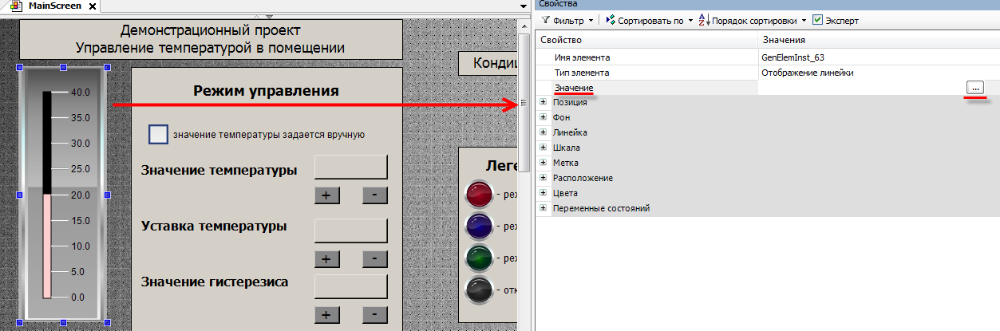 MainScreen
Демонстрационный проект
Управление температурой в помещении
40.0
35.0
30.0
25.0
20.0
15.0
10.0
5.0
0.0
Режим управления
значение температуры задается вручную
Значение температуры
+ -
Уставка температуры
+ -
Значение гистерезиса
+ -
Кондиц
Леге
- реж
- реж
- реж
- отк
Свойства
Фильтр Сортировать по Порядок сортировки Эксперт
Свойство Значения
Имя элемента GenElemInst_63
Тип элемента Отображение линейки
Значение ...
Позиция
Фон
Линейка
Шкала
Метка
Расположение
Цвета
Переменные состояний